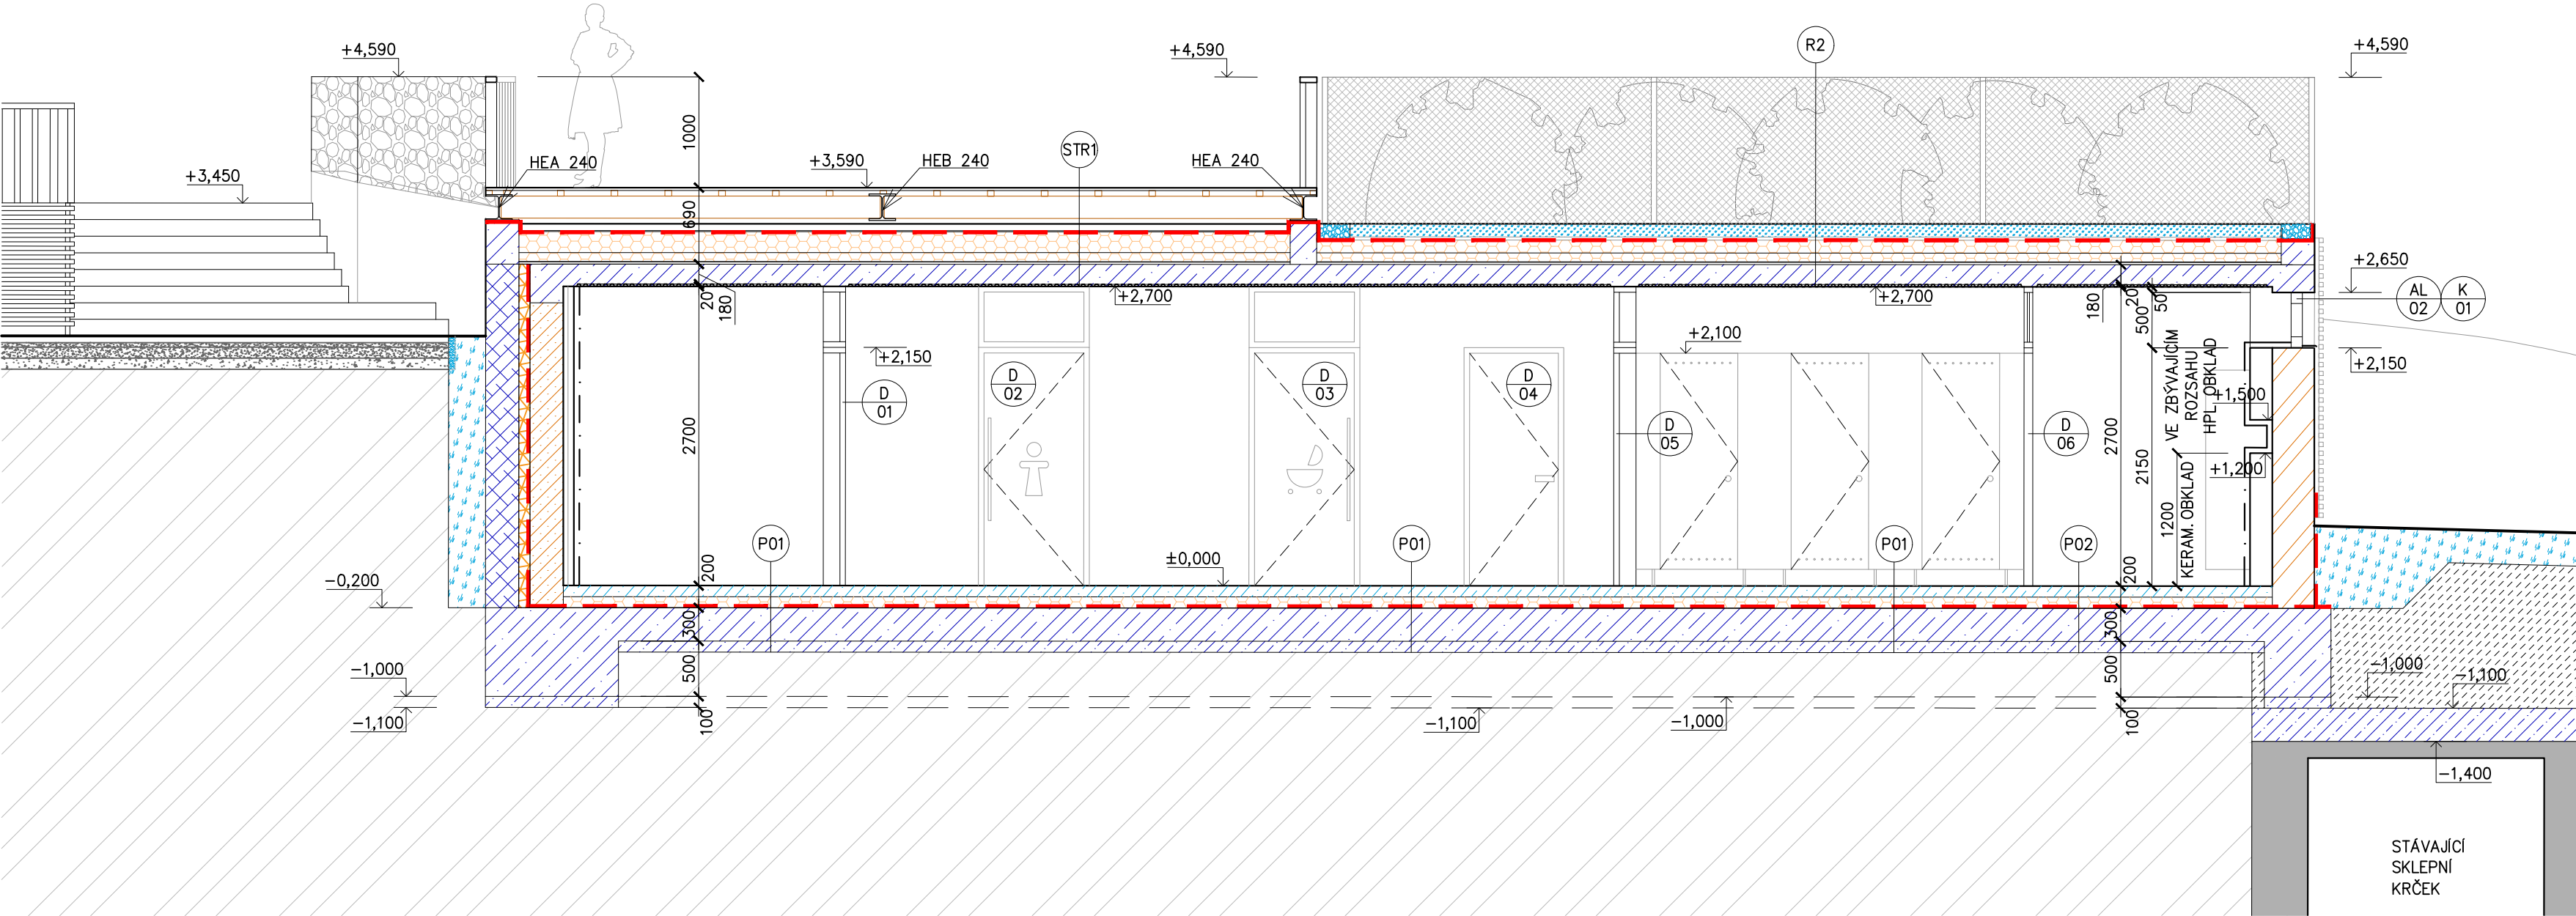 +4,590
+4,590
R2
+4,590
1000
HEA 240
+3,590
HEB 240
STR1
HEA 240
+3,450
690
+2,650
AL
02
K
01
20
180
+2,700
+2,700
180
20
50
500
+2,150
+2,100
+2,150
D
01
D
02
D
03
D
04
D
05
D
06
2700
2700
2150
VE ZBÝVAJÍCÍM
ROZSAHU
HPL OBKLAD
+1,500
+1,200
1200
KERAM. OBKLAD
P01
P01
P01
P02
±0,000
200
200
-0,200
300
300
500
500
-1,000
-1,100
100
-1,100
-1,000
100
-1,000
-1,100
-1,400
STÁVAJÍCÍ
SKLEPNÍ
KRČEK